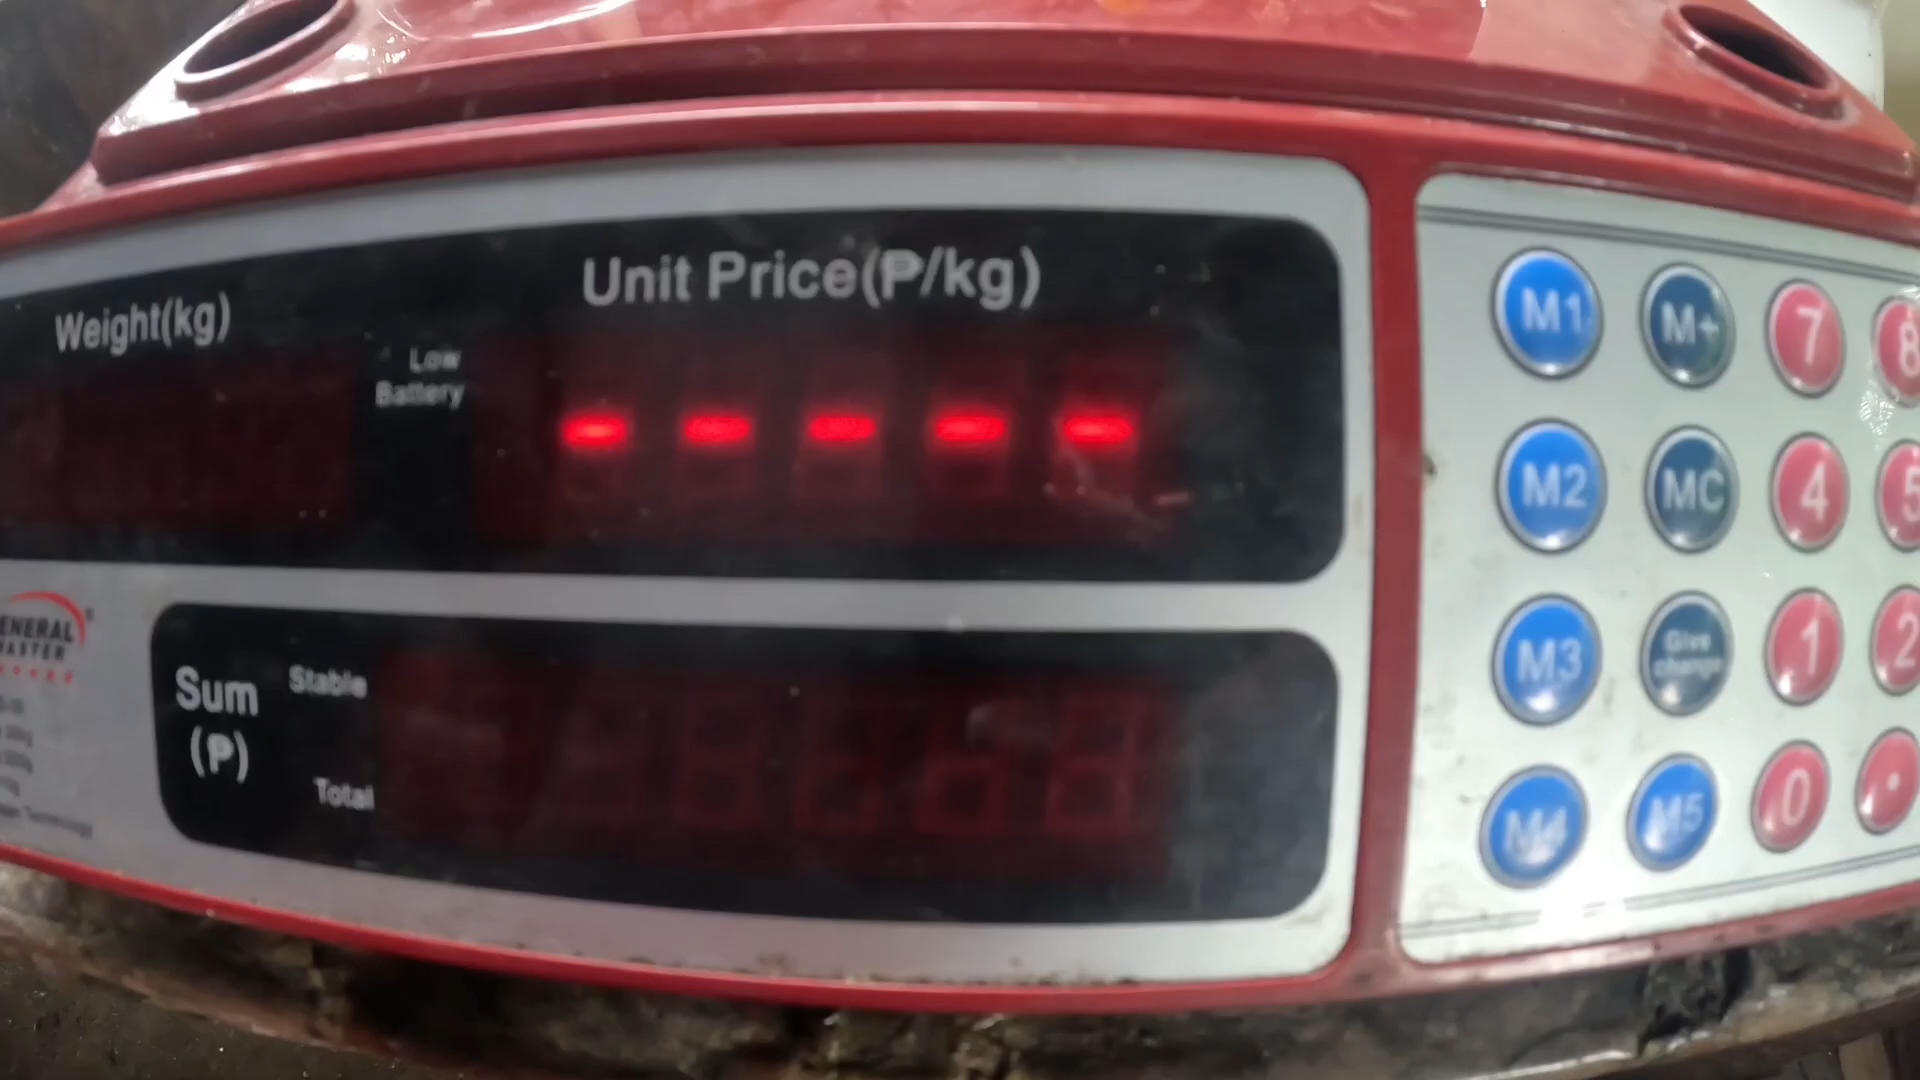 Unit Price(₱/kg)
Weight(kg)
Low
Battery
-----
Sum
(₱)
Stable
Total
M1 M+ 7 8
M2 MC 4 5
M3 Give change 1 2
M4 M5 0 .
ENERAL
MASTER